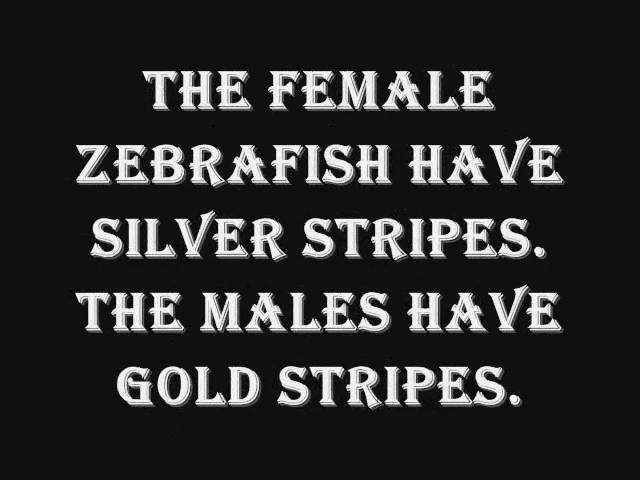 THE FEMALE
ZEBRAFISH HAVE
SILVER STRIPES.
THE MALES HAVE
GOLD STRIPES.